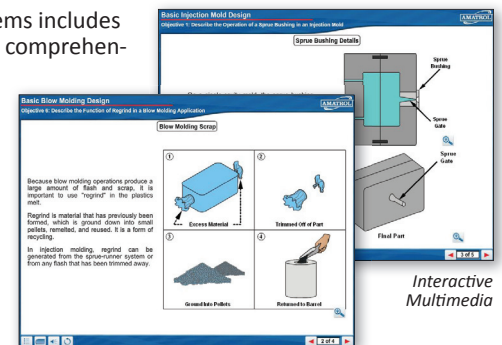 ems includes
comprehen-
Basic Injection Mold Design
Objective 1: Describe the Operation of a Sprue Bushing in an Injection Mold
AMATROL
Sprue Bushing Details
Sprue
Bushing
Sprue
Gate
Sprue
Gate
Final Part
3 of 5
Basic Blow Molding Design
Objective 6: Describe the Function of Regrind in a Blow Molding Application
AMATROL
Blow Molding Scrap
Because blow molding operations produce a
large amount of flash and scrap, it is
important to use "regrind" in the plastics
melt.
Regrind is material that has previously been
formed, which is ground down into small
pellets, remelted, and reused. It is a form of
recycling.
In injection molding, regrind can be
generated from the sprue-runner system or
from any flash that has been trimmed away.
1
Excess Material
2
Trimmed Off of Part
3
Ground Into Pellets
4
Returned to Barrel
2 of 4
Interactive
Multimedia